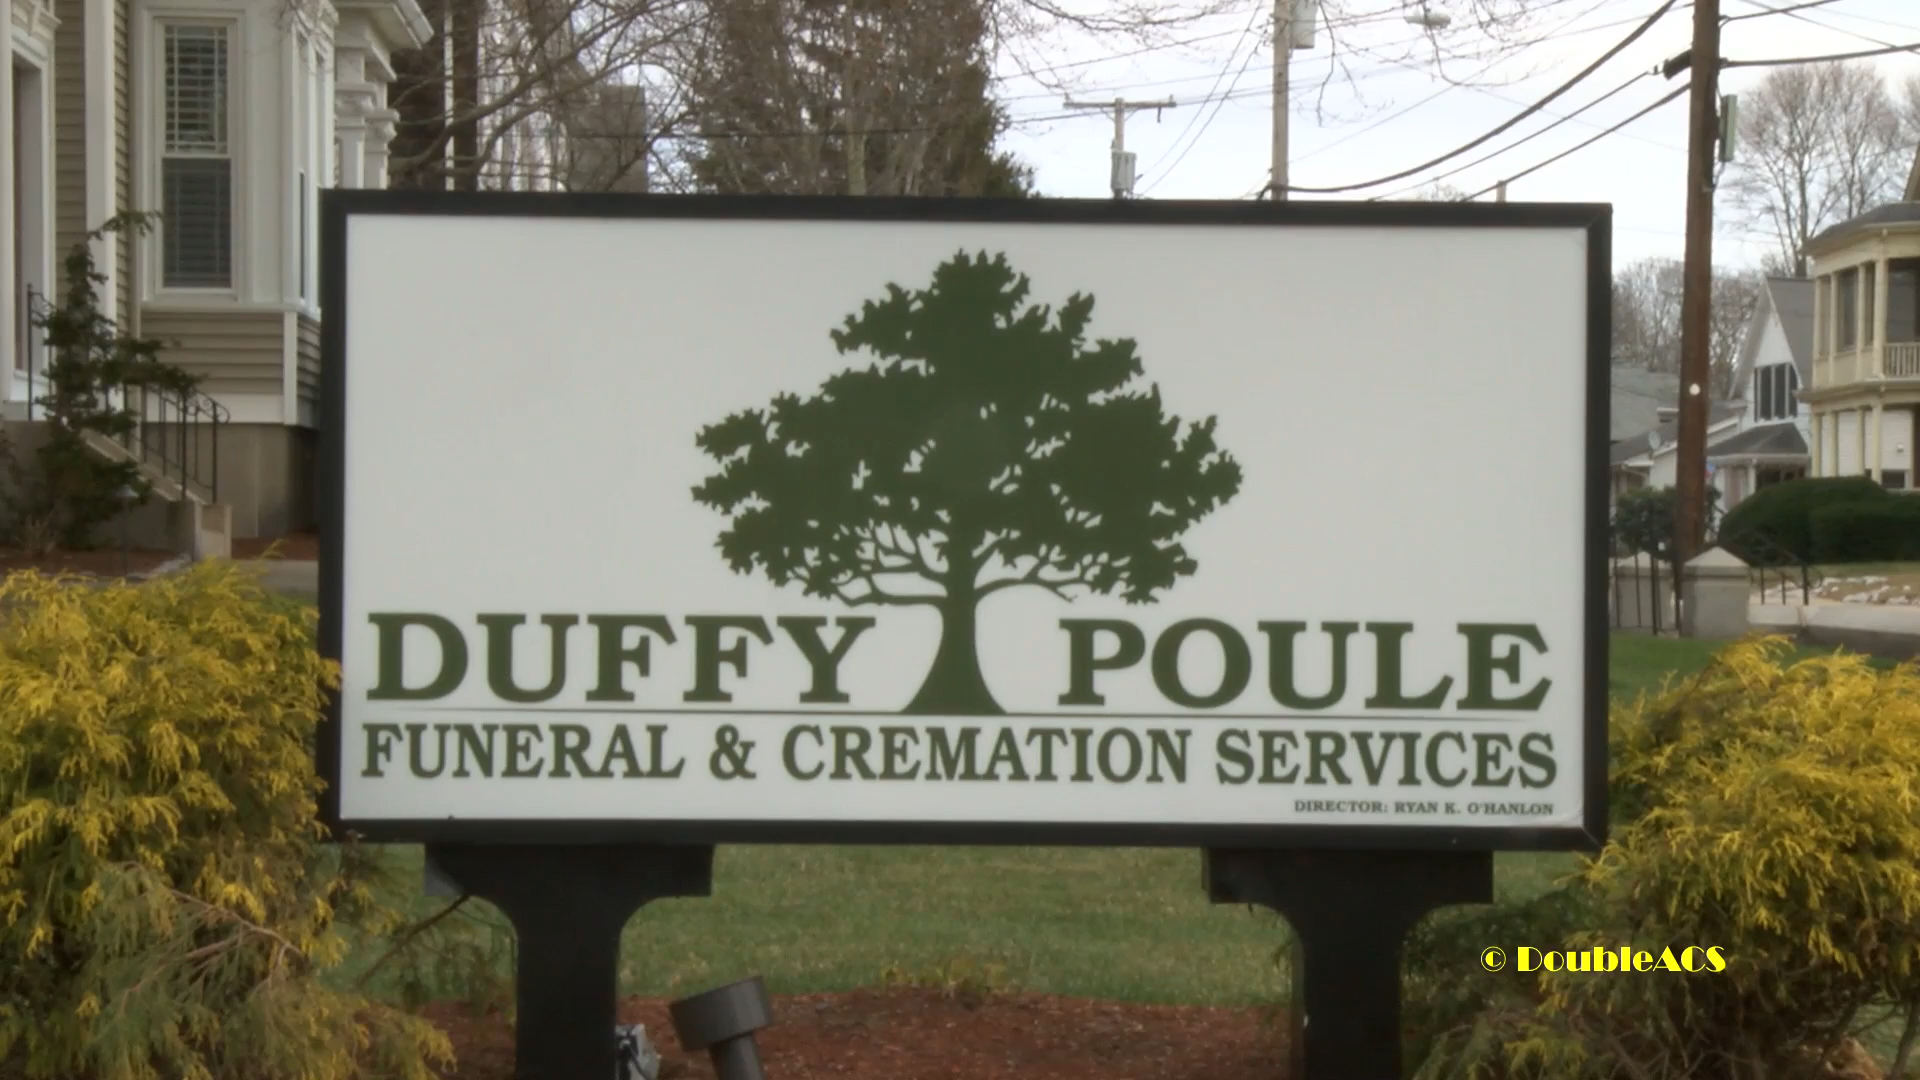 DUFFY POULE
FUNERAL & CREMATION SERVICES
DIRECTOR: RYAN K. O'HANLON
© DoubleACS